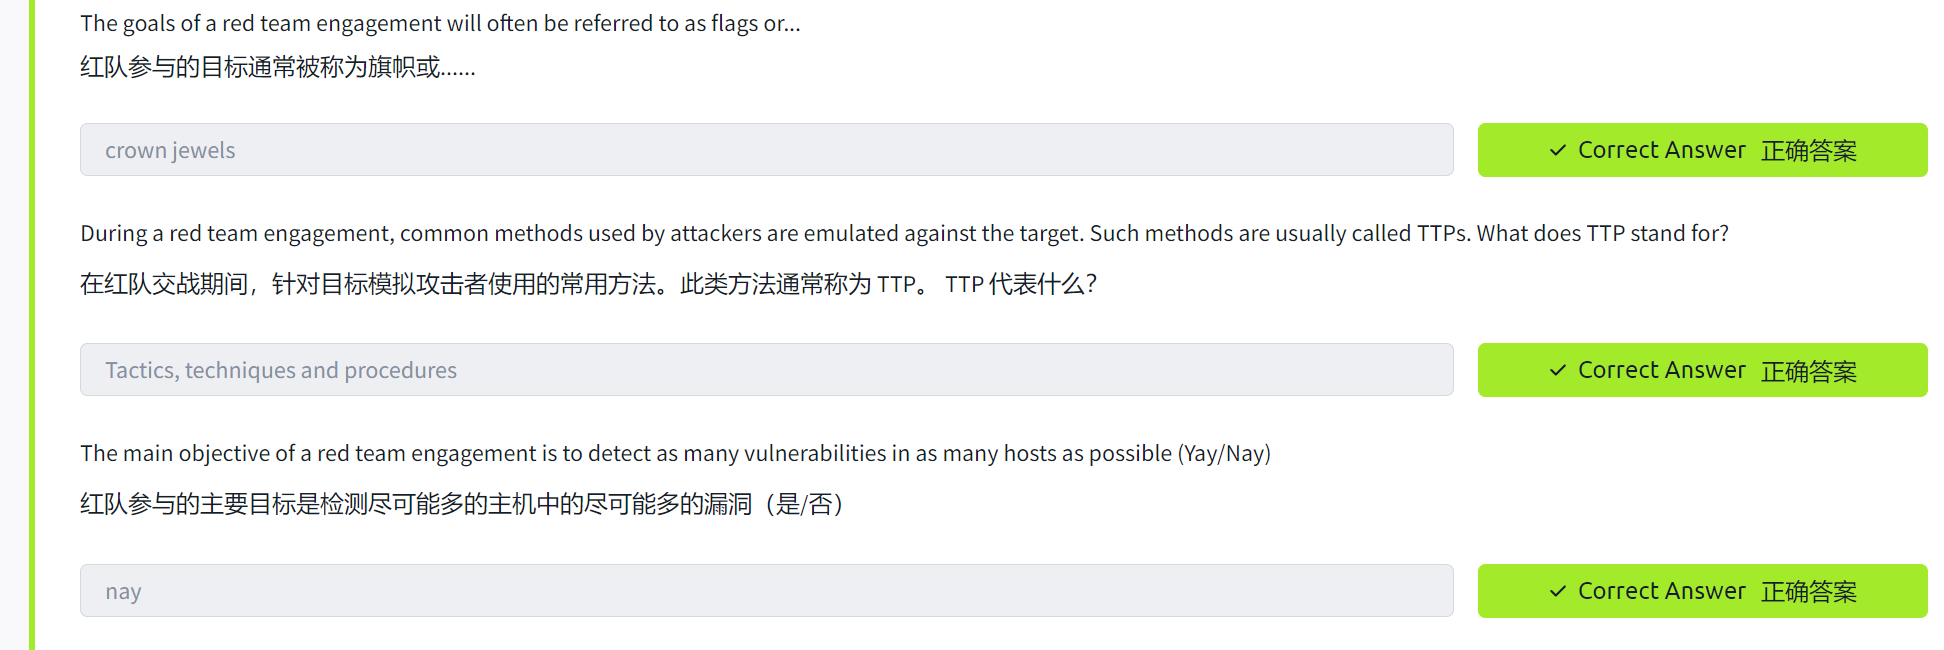 The goals of a red team engagement will often be referred to as flags or...
红队参与的目标通常被称为旗帜或......
crown jewels
✓ Correct Answer 正确答案
During a red team engagement, common methods used by attackers are emulated against the target. Such methods are usually called TTPs. What does TTP stand for?
在红队交战期间，针对目标模拟攻击者使用的常用方法。此类方法通常称为 TTP。 TTP 代表什么？
Tactics, techniques and procedures
✓ Correct Answer 正确答案
The main objective of a red team engagement is to detect as many vulnerabilities in as many hosts as possible (Yay/Nay)
红队参与的主要目标是检测尽可能多的主机中的尽可能多的漏洞（是/否）
nay
✓ Correct Answer 正确答案